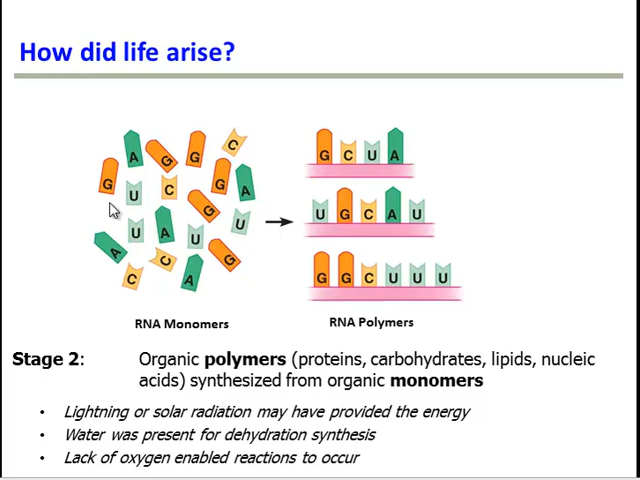 How did life arise?
A
G
G
C
G
U
C
G
A
G
U
U
A
U
A
C
G
C
A
G C U A
U G C A U
G G C U U U
RNA Monomers
RNA Polymers
Stage 2: Organic polymers (proteins, carbohydrates, lipids, nucleic
acids) synthesized from organic monomers
• Lightning or solar radiation may have provided the energy
• Water was present for dehydration synthesis
• Lack of oxygen enabled reactions to occur